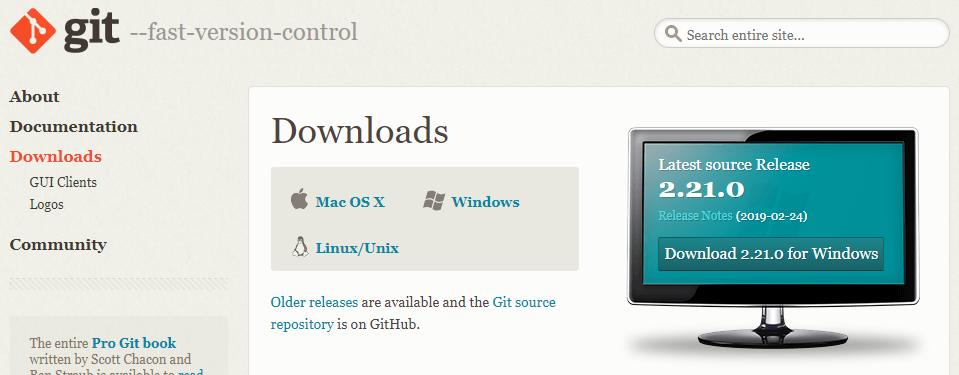 git --fast-version-control
Search entire site...
About
Documentation
Downloads
GUI Clients
Logos
Community
The entire Pro Git book
written by Scott Chacon and
Ben Straub is available to read
Downloads
Mac OS X
Windows
Linux/Unix
Older releases are available and the Git source
repository is on GitHub.
Latest source Release
2.21.0
Release Notes (2019-02-24)
Download 2.21.0 for Windows